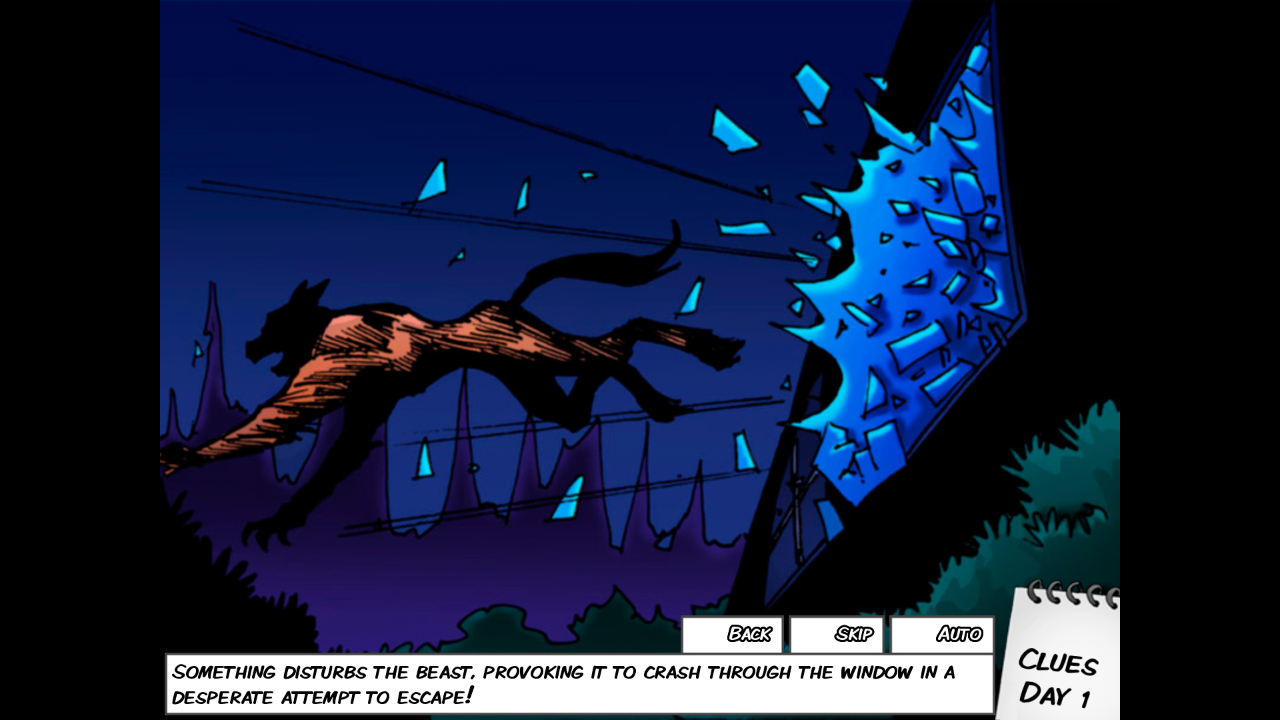 Back
Skip
Auto
Something disturbs the beast, provoking it to crash through the window in a
desperate attempt to escape!
Clues
Day 1